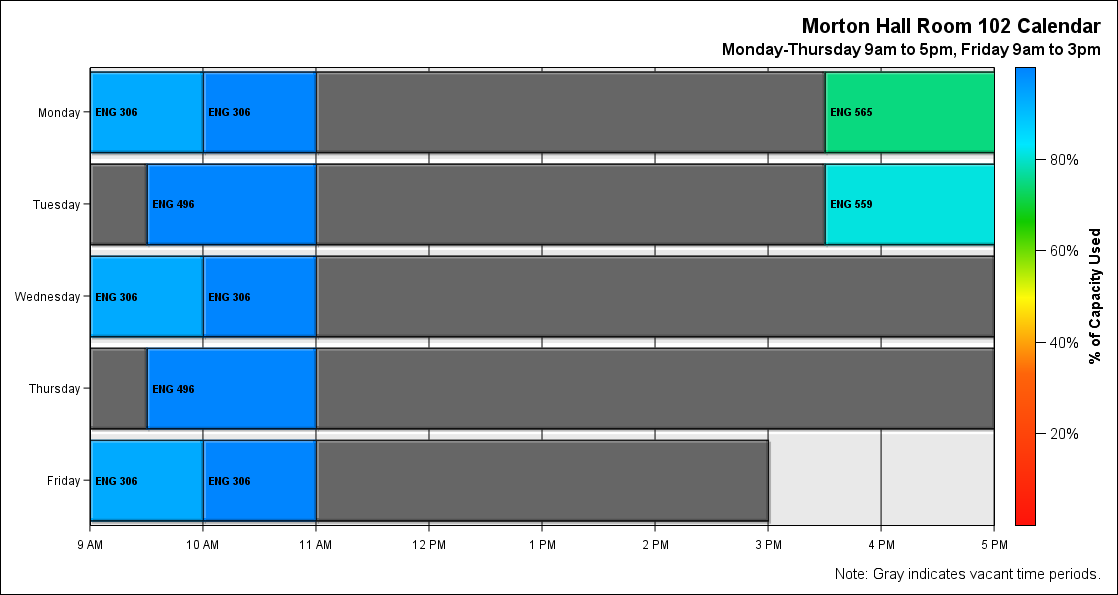 Morton Hall Room 102 Calendar
Monday-Thursday 9am to 5pm, Friday 9am to 3pm
Monday
ENG 306
ENG 306
ENG 565
Tuesday
ENG 496
ENG 559
Wednesday
ENG 306
ENG 306
Thursday
ENG 496
Friday
ENG 306
ENG 306
9 AM
10 AM
11 AM
12 PM
1 PM
2 PM
3 PM
4 PM
5 PM
80%
60%
40%
20%
% of Capacity Used
Note: Gray indicates vacant time periods.